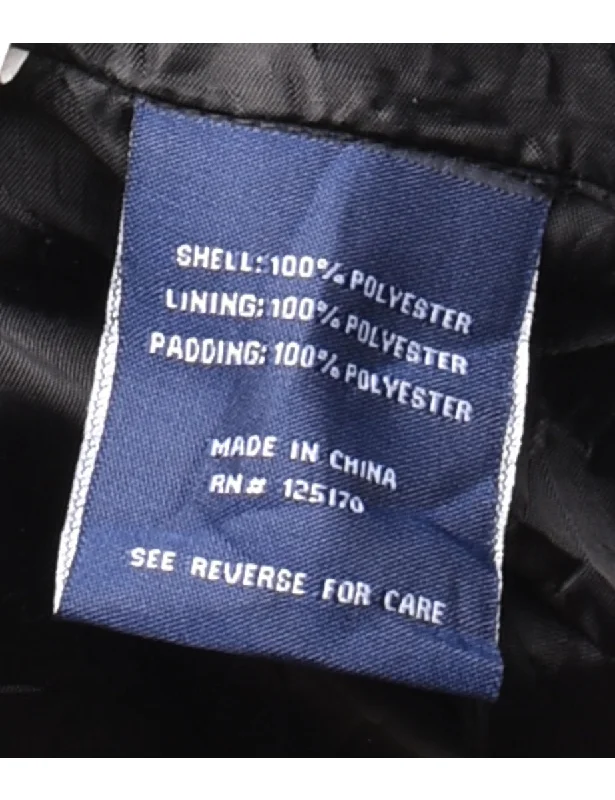 SHELL: 100% POLYESTER
LINING: 100% POLYESTER
PADDING: 100% POLYESTER
MADE IN CHINA
RN# 125170
SEE REVERSE FOR CARE